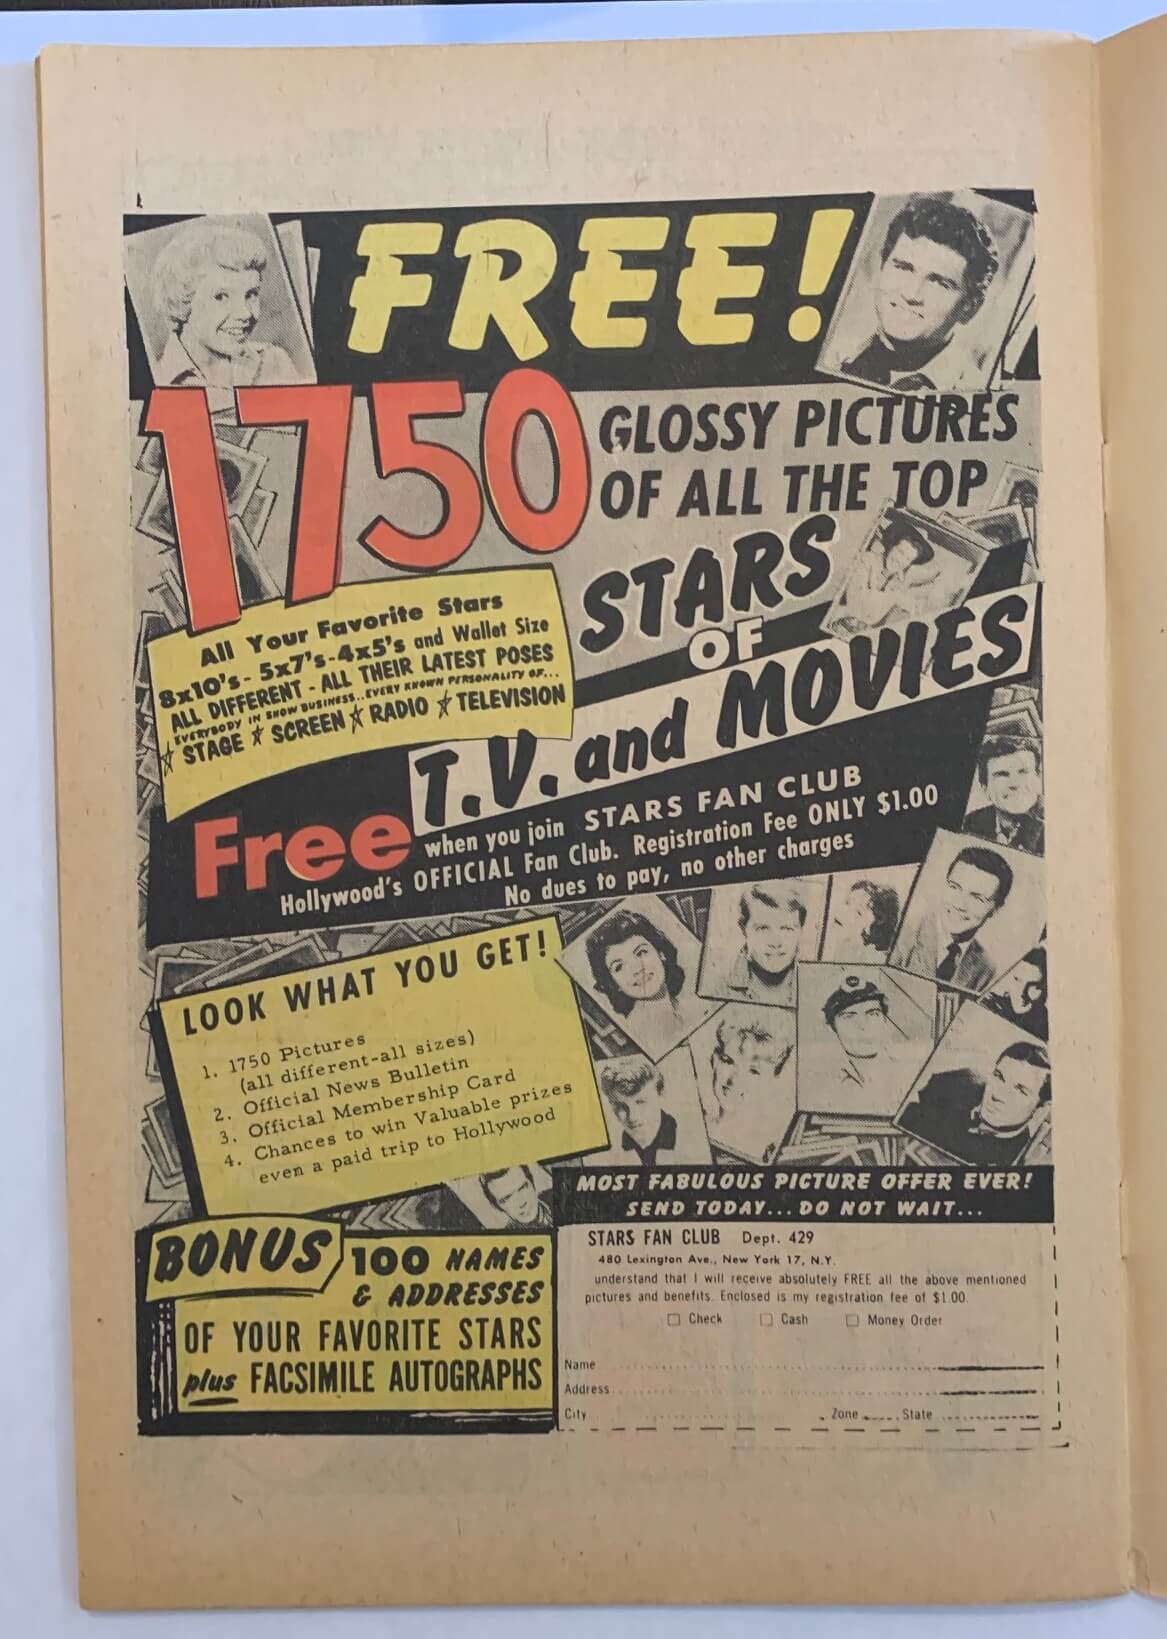 FREE!
1750
GLOSSY PICTURES
OF ALL THE TOP
STARS
OF
T.V. and MOVIES
All Your Favorite Stars
8x10's - 5x7's - 4x5's and Wallet Size
ALL DIFFERENT - ALL THEIR LATEST POSES
EVERYBODY IN SHOW BUSINESS..EVERY KNOWN PERSONALITY OF...
☆ STAGE ☆ SCREEN ☆ RADIO ☆ TELEVISION
Free when you join STARS FAN CLUB
Hollywood's OFFICIAL Fan Club. Registration Fee ONLY $1.00
No dues to pay, no other charges
LOOK WHAT YOU GET!
1. 1750 Pictures
(all different-all sizes)
2. Official News Bulletin
3. Official Membership Card
4. Chances to win Valuable prizes
even a paid trip to Hollywood
MOST FABULOUS PICTURE OFFER EVER!
SEND TODAY... DO NOT WAIT...
BONUS 100 NAMES
& ADDRESSES
OF YOUR FAVORITE STARS
plus FACSIMILE AUTOGRAPHS
STARS FAN CLUB Dept. 429
480 Lexington Ave., New York 17, N.Y.
understand that I will receive absolutely FREE all the above mentioned
pictures and benefits. Enclosed is my registration fee of $1.00.
☐ Check ☐ Cash ☐ Money Order
Name
Address
City Zone State